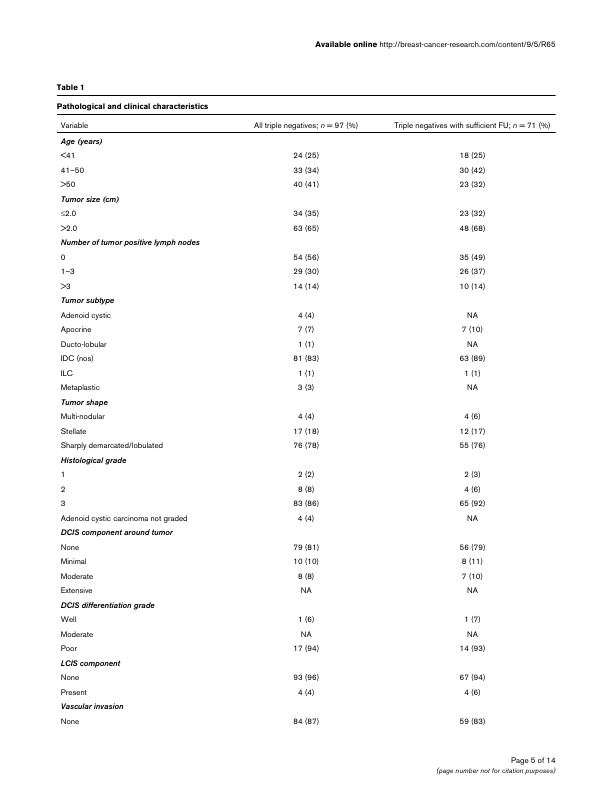 Available online http://breast-cancer-research.com/content/9/5/R65
Table 1
Pathological and clinical characteristics
Variable All triple negatives; n = 97 (%) Triple negatives with sufficient FU; n = 71 (%)
Age (years)
<41 24 (25) 18 (25)
41–50 33 (34) 30 (42)
>50 40 (41) 23 (32)
Tumor size (cm)
≤2.0 34 (35) 23 (32)
>2.0 63 (65) 48 (68)
Number of tumor positive lymph nodes
0 54 (56) 35 (49)
1–3 29 (30) 26 (37)
>3 14 (14) 10 (14)
Tumor subtype
Adenoid cystic 4 (4) NA
Apocrine 7 (7) 7 (10)
Ducto-lobular 1 (1) NA
IDC (nos) 81 (83) 63 (89)
ILC 1 (1) 1 (1)
Metaplastic 3 (3) NA
Tumor shape
Multi-nodular 4 (4) 4 (6)
Stellate 17 (18) 12 (17)
Sharply demarcated/lobulated 76 (78) 55 (76)
Histological grade
1 2 (2) 2 (3)
2 8 (8) 4 (6)
3 83 (86) 65 (92)
Adenoid cystic carcinoma not graded 4 (4) NA
DCIS component around tumor
None 79 (81) 56 (79)
Minimal 10 (10) 8 (11)
Moderate 8 (8) 7 (10)
Extensive NA NA
DCIS differentiation grade
Well 1 (6) 1 (7)
Moderate NA NA
Poor 17 (94) 14 (93)
LCIS component
None 93 (96) 67 (94)
Present 4 (4) 4 (6)
Vascular invasion
None 84 (87) 59 (83)
Page 5 of 14
(page number not for citation purposes)